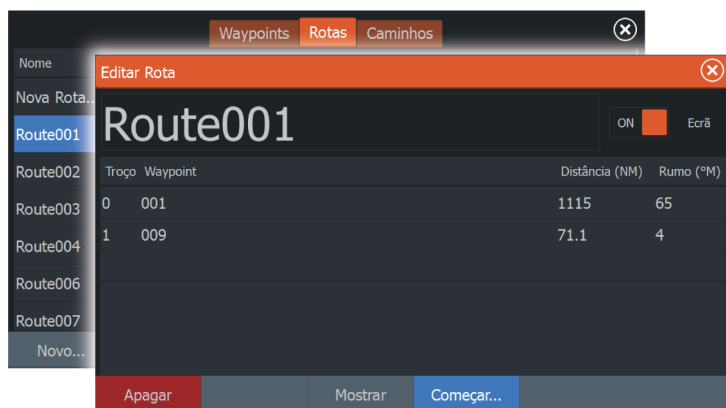 Waypoints Rotas Caminhos
Nome
Nova Rota...
Route001
Route002
Route003
Route004
Route006
Route007
Novo...
Editar Rota
Route001
ON Ecrã
Troço Waypoint Distância (NM) Rumo (°M)
0 001 1115 65
1 009 71.1 4
Apagar Mostrar Começar...